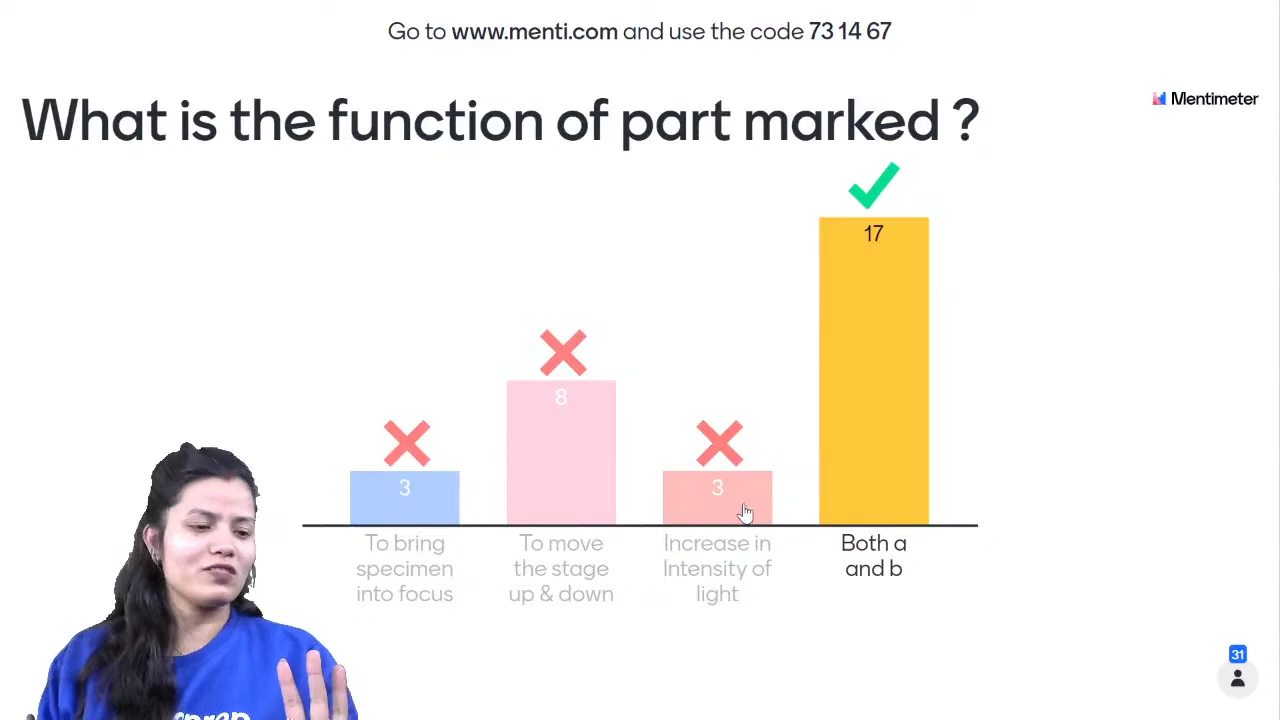 Go to www.menti.com and use the code 73 14 67
What is the function of part marked ?
Mentimeter
17
8
3
3
To bring
specimen
into focus
To move
the stage
up & down
Increase in
Intensity of
light
Both a
and b
31